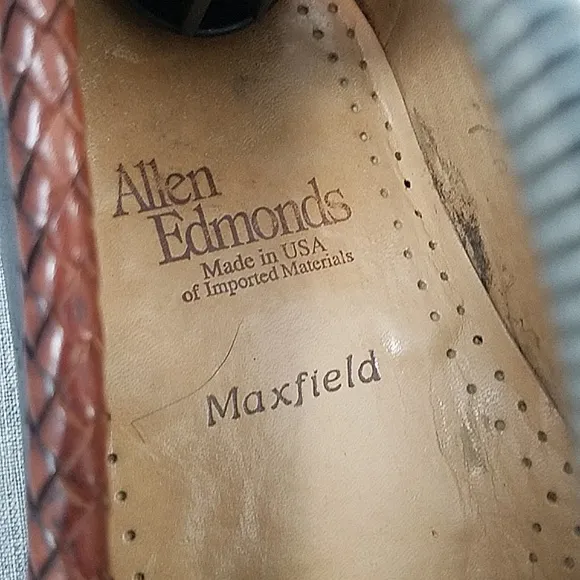 Allen
Edmonds
Made in USA
of Imported Materials
Maxfield